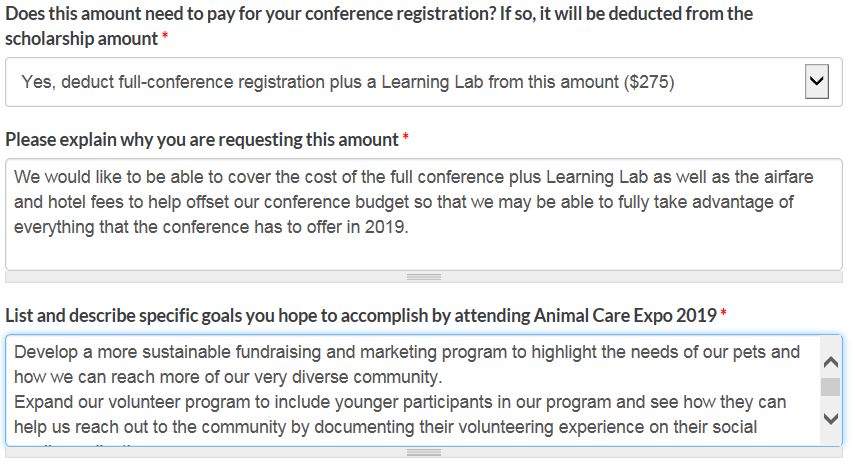 Does this amount need to pay for your conference registration? If so, it will be deducted from the
scholarship amount *
Yes, deduct full-conference registration plus a Learning Lab from this amount ($275)
Please explain why you are requesting this amount *
We would like to be able to cover the cost of the full conference plus Learning Lab as well as the airfare
and hotel fees to help offset our conference budget so that we may be able to fully take advantage of
everything that the conference has to offer in 2019.
List and describe specific goals you hope to accomplish by attending Animal Care Expo 2019 *
Develop a more sustainable fundraising and marketing program to highlight the needs of our pets and
how we can reach more of our very diverse community.
Expand our volunteer program to include younger participants in our program and see how they can
help us reach out to the community by documenting their volunteering experience on their social